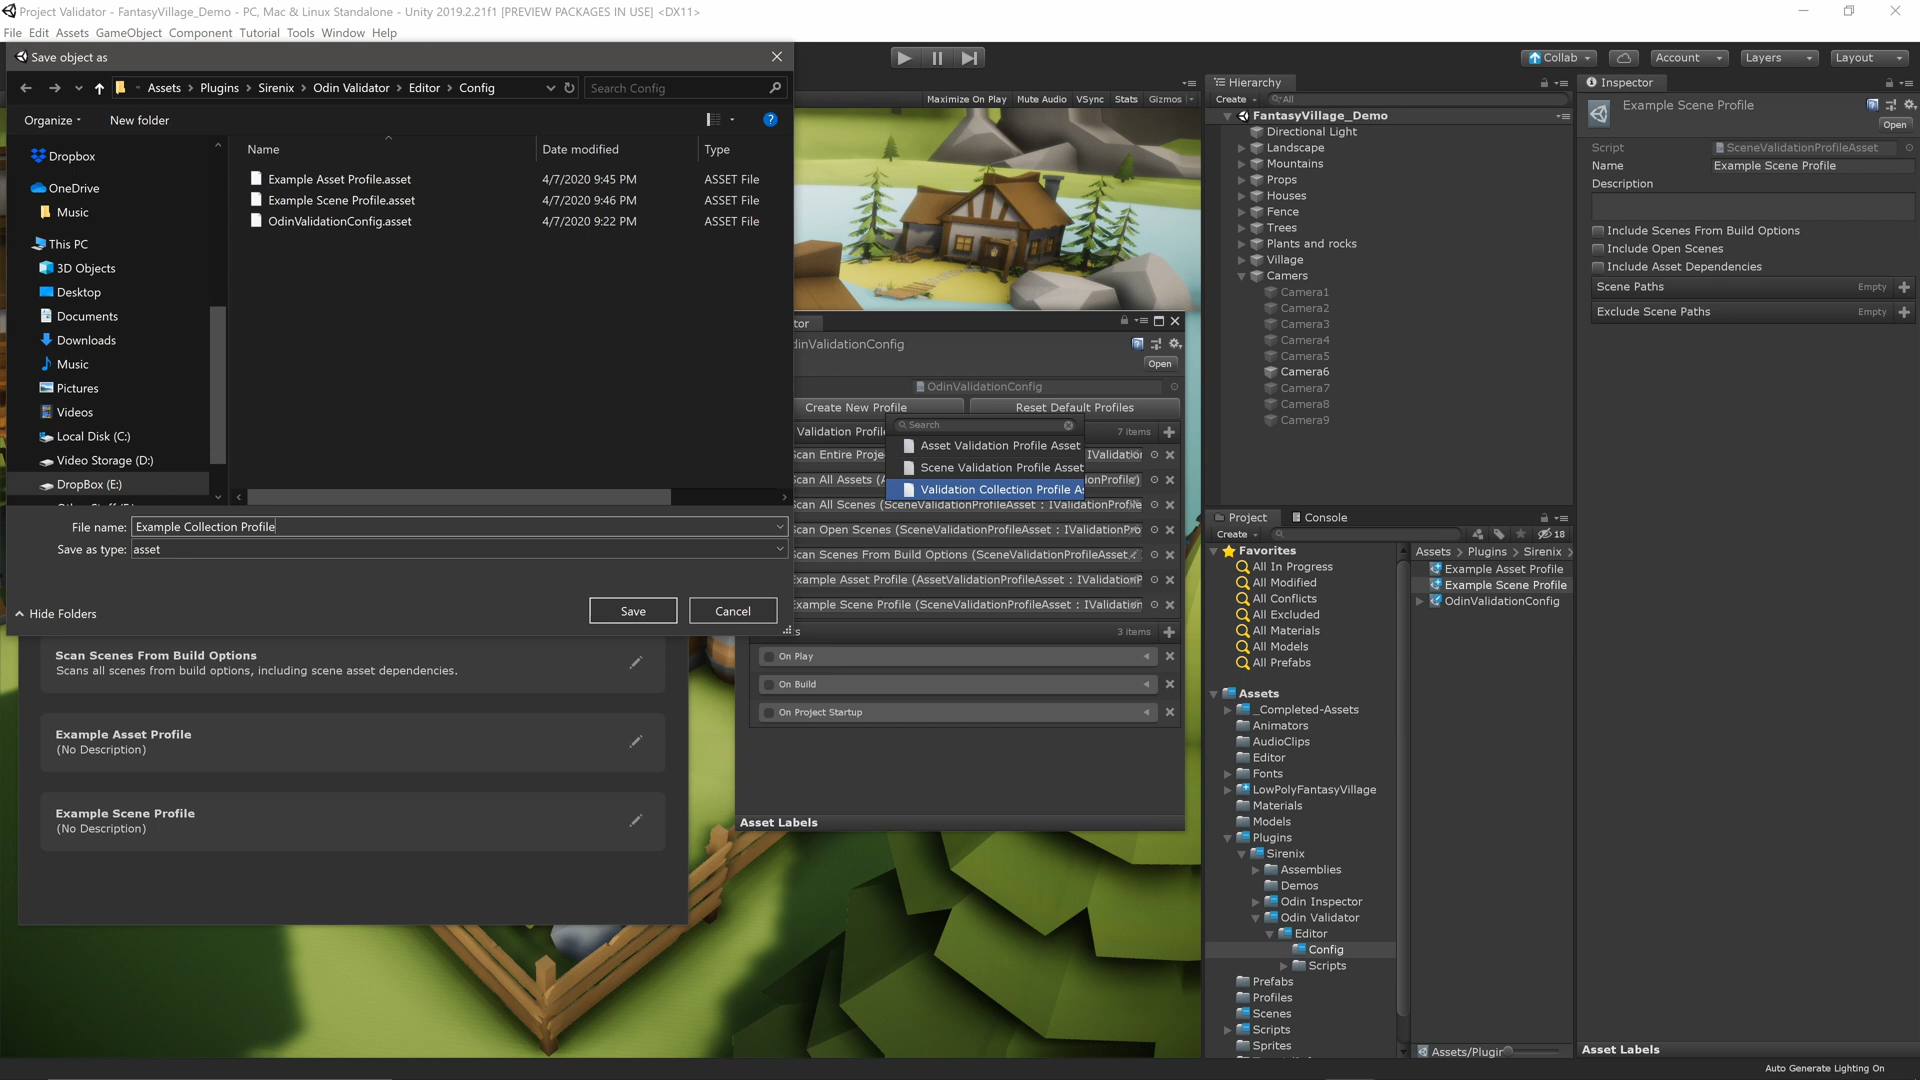 Project Validator - FantasyVillage_Demo - PC, Mac & Linux Standalone - Unity 2019.2.21f1 [PREVIEW PACKAGES IN USE] <DX11>
File Edit Assets GameObject Component Tutorial Tools Window Help
Save object as
Assets Plugins Sirenix Odin Validator Editor Config
Search Config
Organize
New folder
Dropbox
OneDrive
Music
This PC
3D Objects
Desktop
Documents
Downloads
Music
Pictures
Videos
Local Disk (C:)
Video Storage (D:)
DropBox (E:)
Name Date modified Type
Example Asset Profile.asset 4/7/2020 9:45 PM ASSET File
Example Scene Profile.asset 4/7/2020 9:46 PM ASSET File
OdinValidationConfig.asset 4/7/2020 9:22 PM ASSET File
File name: Example Collection Profile
Save as type: asset
Hide Folders
Save
Cancel
Scan Scenes From Build Options
Scans all scenes from build options, including scene asset dependencies.
Example Asset Profile
(No Description)
Example Scene Profile
(No Description)
Collab
Account
Layers
Layout
Maximize On Play Mute Audio VSync Stats Gizmos
tor
dinValidationConfig
Open
OdinValidationConfig
Create New Profile
Reset Default Profiles
Validation Profile
7 items
Search
Asset Validation Profile Asset
Scene Validation Profile Asset
Validation Collection Profile As
can Entire Proje IValidation
can All Assets (A ionProfile)
can All Scenes (SceneValidationProfileAsset : IValidationProfile
can Open Scenes (SceneValidationProfileAsset : IValidationPro
can Scenes From Build Options (SceneValidationProfileAsset
xample Asset Profile (AssetValidationProfileAsset : IValidationP
xample Scene Profile (SceneValidationProfileAsset : IValidation
s
3 items
On Play
On Build
On Project Startup
Asset Labels
Hierarchy
Create
All
FantasyVillage_Demo
Directional Light
Landscape
Mountains
Props
Houses
Fence
Trees
Plants and rocks
Village
Camers
Camera1
Camera2
Camera3
Camera4
Camera5
Camera6
Camera7
Camera8
Camera9
Project
Console
Create
18
Favorites
All In Progress
All Modified
All Conflicts
All Excluded
All Materials
All Models
All Prefabs
Assets
_Completed-Assets
Animators
AudioClips
Editor
Fonts
LowPolyFantasyVillage
Materials
Models
Plugins
Sirenix
Assemblies
Demos
Odin Inspector
Odin Validator
Editor
Config
Scripts
Prefabs
Profiles
Scenes
Scripts
Sprites
Assets Plugins Sirenix
Example Asset Profile
Example Scene Profile
OdinValidationConfig
Assets/Plugin
Inspector
Example Scene Profile
Open
Script SceneValidationProfileAsset
Name Example Scene Profile
Description
Include Scenes From Build Options
Include Open Scenes
Include Asset Dependencies
Scene Paths Empty
Exclude Scene Paths Empty
Asset Labels
Auto Generate Lighting On